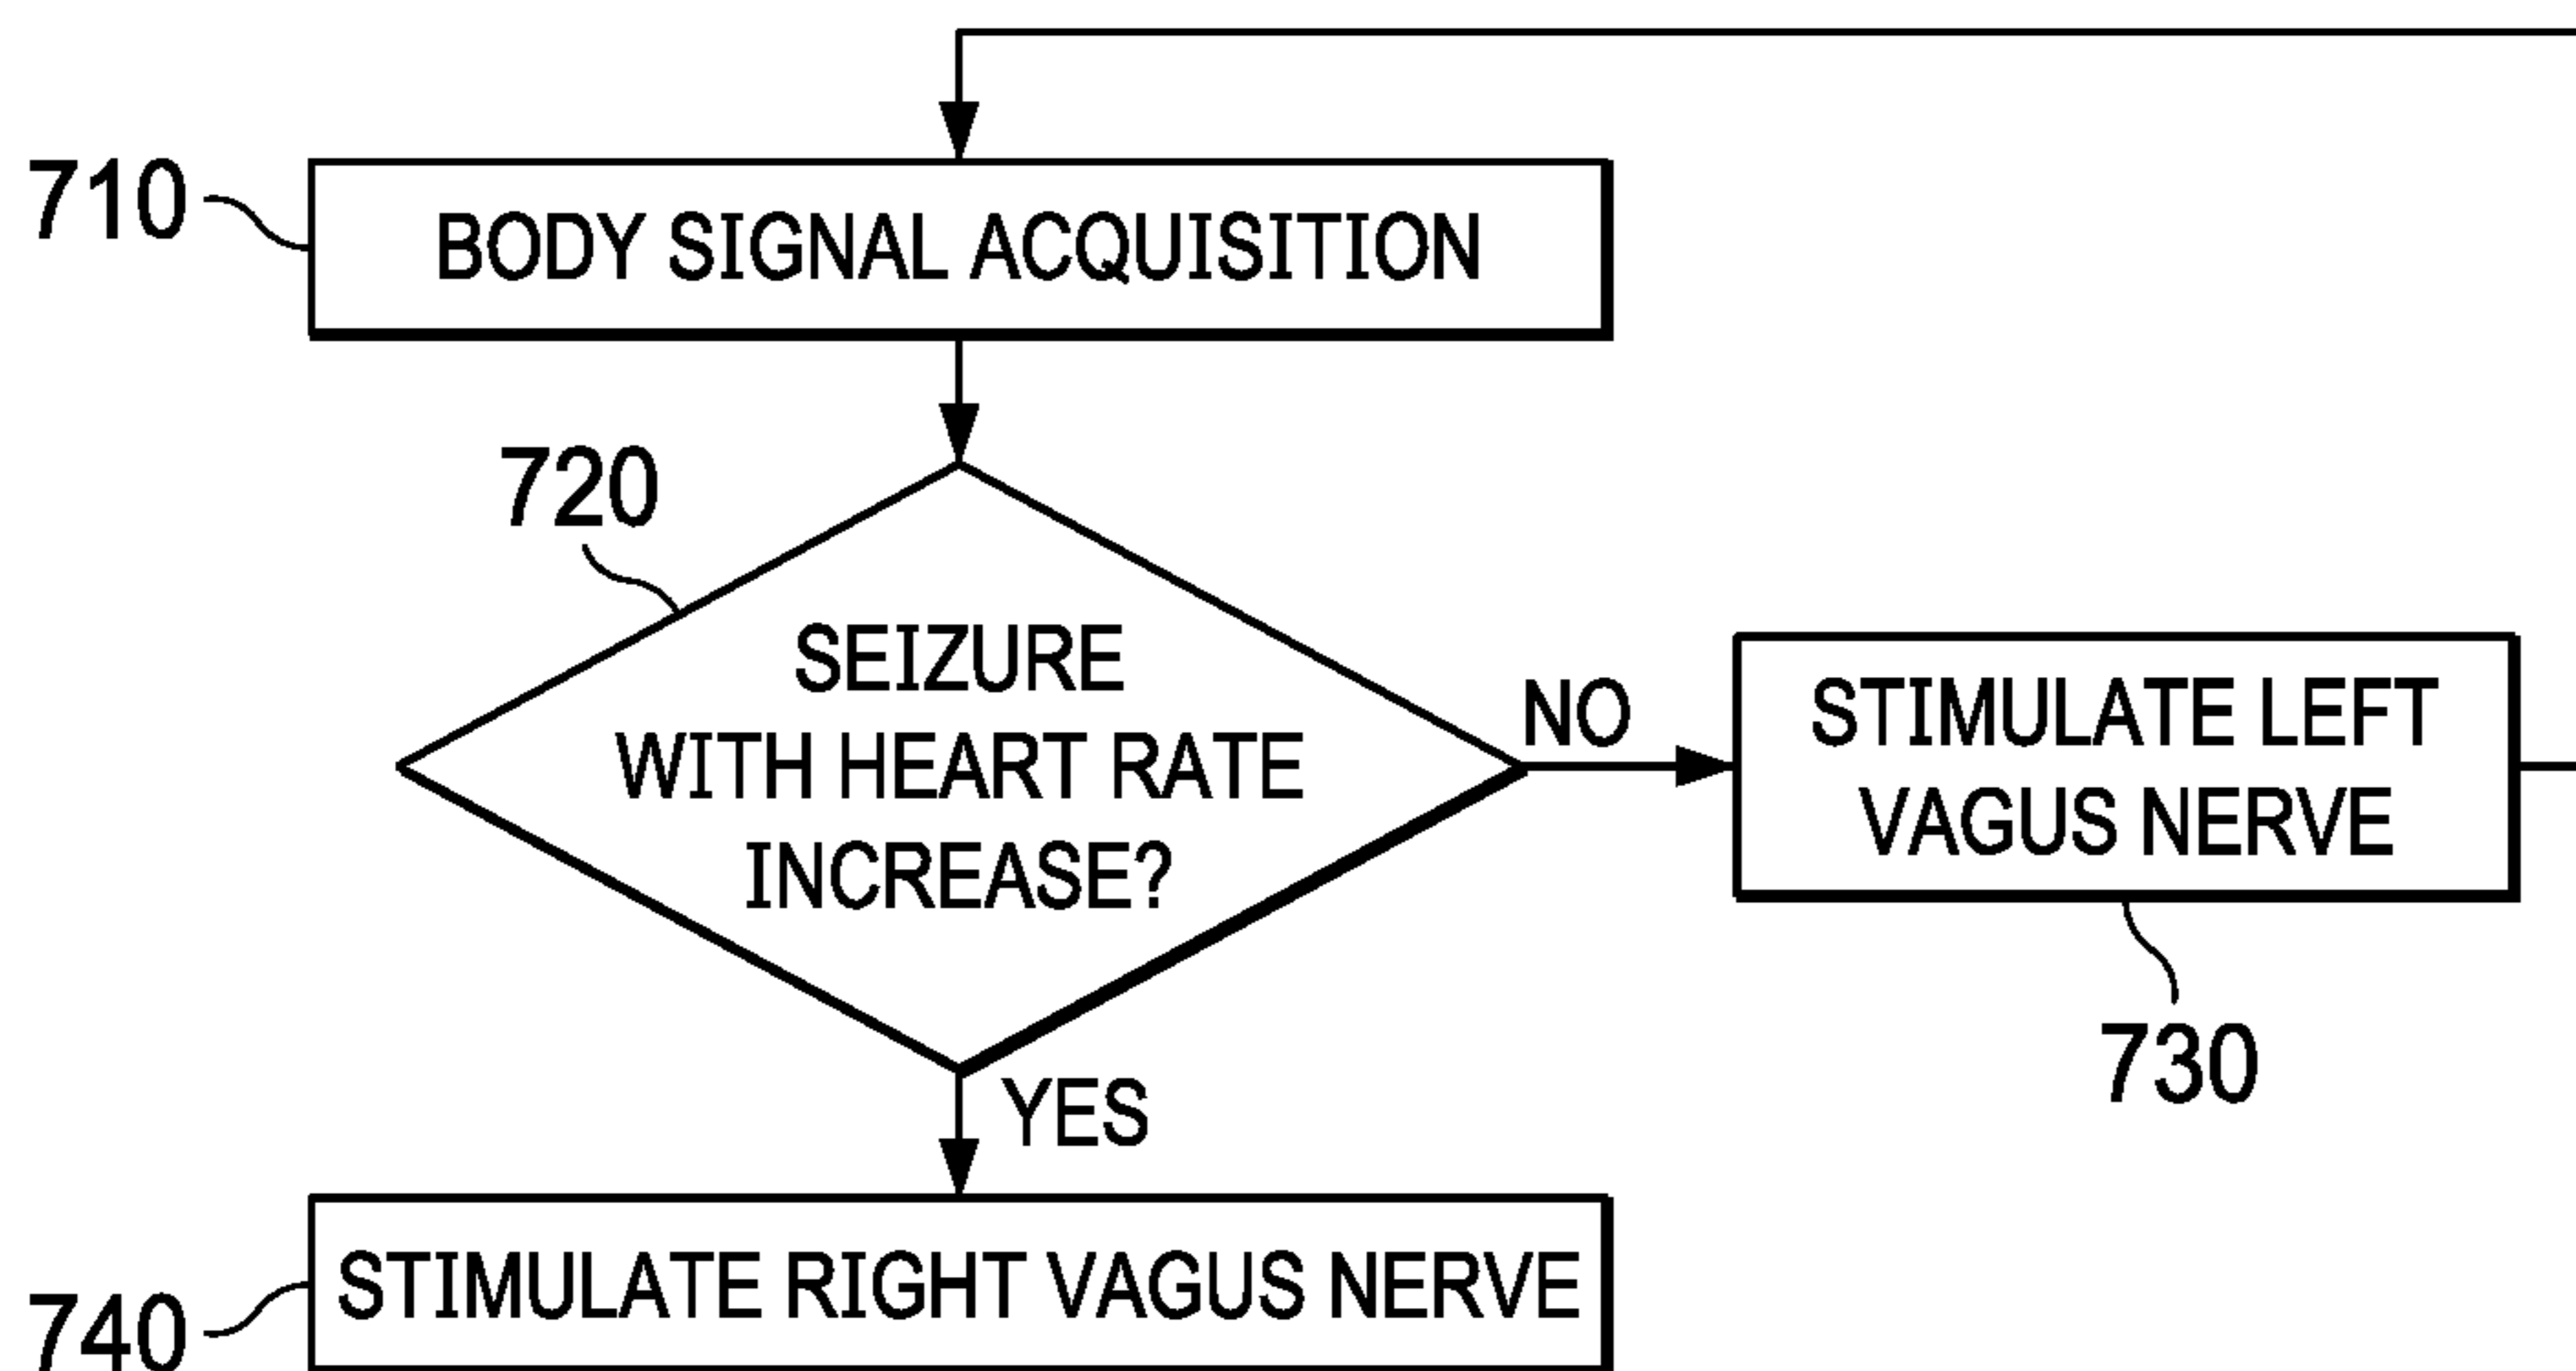 710
BODY SIGNAL ACQUISITION
720
SEIZURE
WITH HEART RATE
INCREASE?
NO
STIMULATE LEFT
VAGUS NERVE
730
YES
STIMULATE RIGHT VAGUS NERVE
740